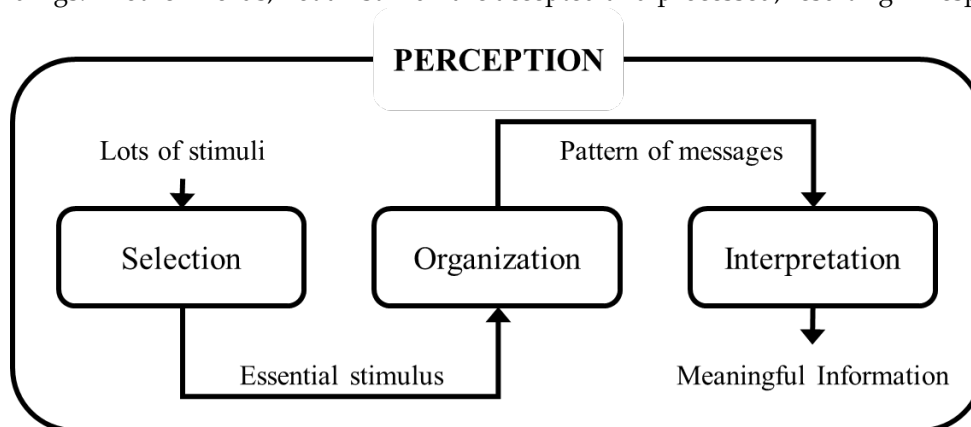 PERCEPTION
Lots of stimuli
Pattern of messages
Selection
Organization
Interpretation
Essential stimulus
Meaningful Information